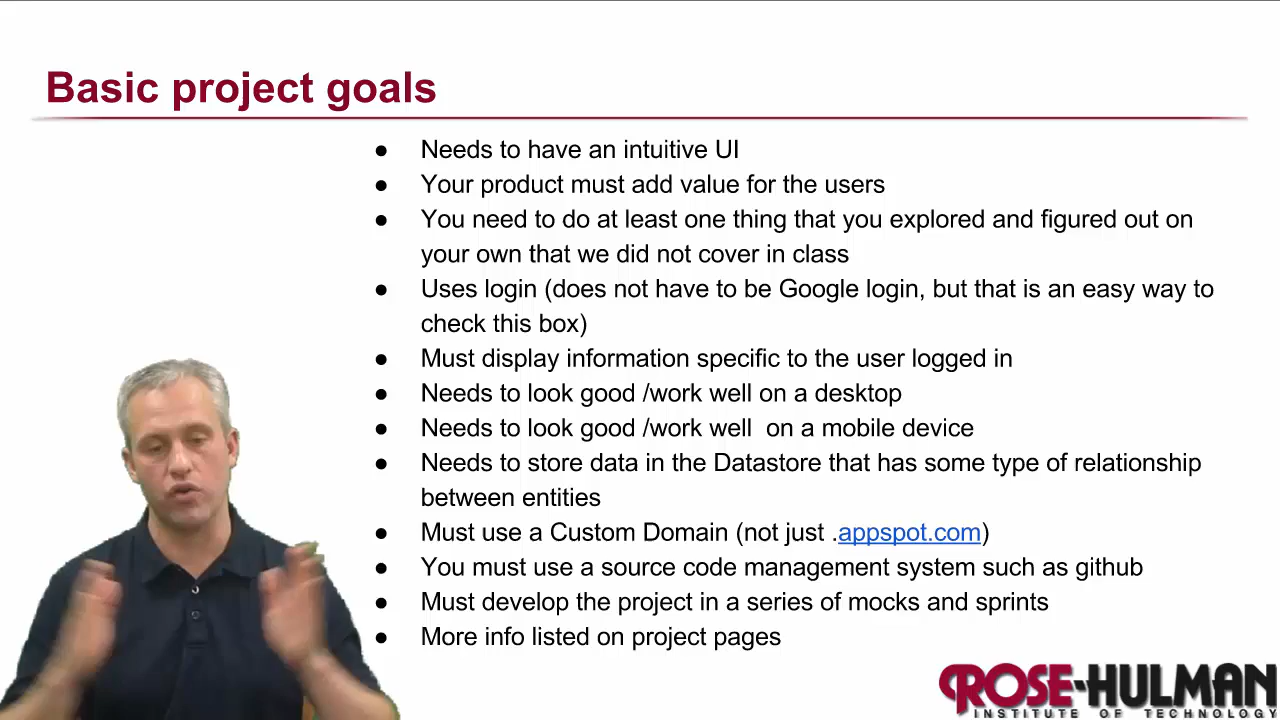 Basic project goals
● Needs to have an intuitive UI
● Your product must add value for the users
● You need to do at least one thing that you explored and figured out on
your own that we did not cover in class
● Uses login (does not have to be Google login, but that is an easy way to
check this box)
● Must display information specific to the user logged in
● Needs to look good /work well on a desktop
● Needs to look good /work well  on a mobile device
● Needs to store data in the Datastore that has some type of relationship
between entities
● Must use a Custom Domain (not just .appspot.com)
● You must use a source code management system such as github
● Must develop the project in a series of mocks and sprints
● More info listed on project pages
ROSE-HULMAN
INSTITUTE OF TECHNOLOGY